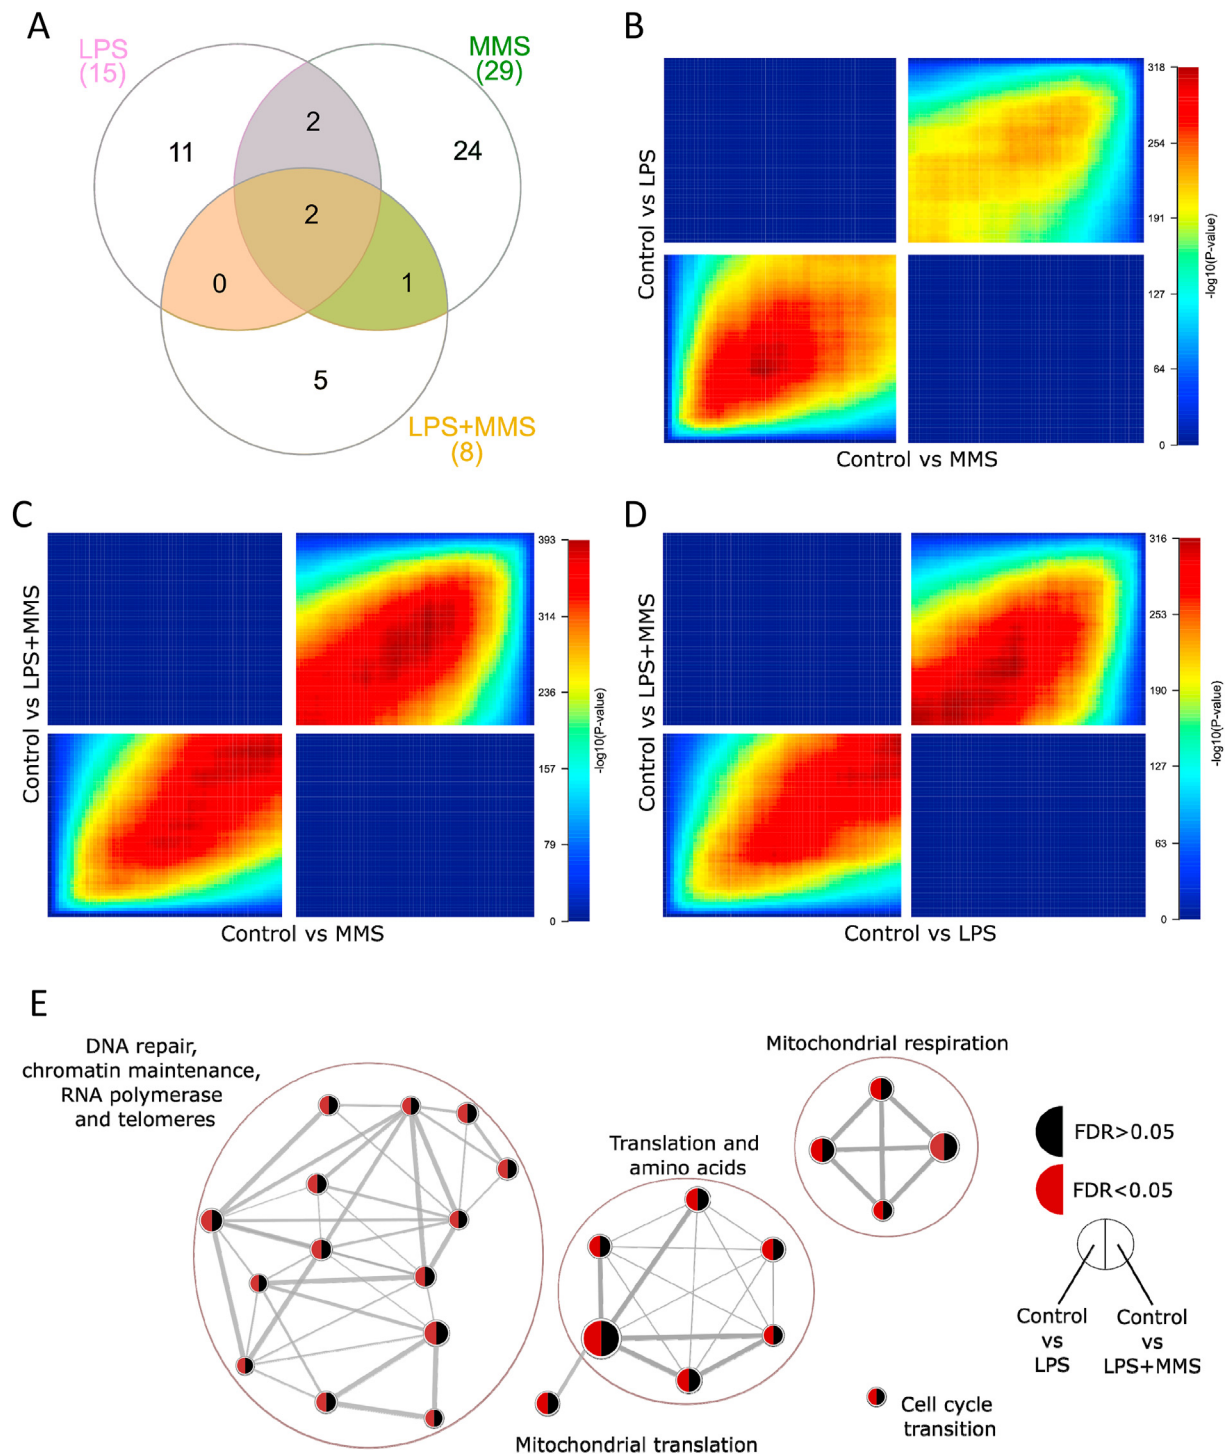 A
LPS
(15)
MMS
(29)
2
11
24
2
0
1
5
LPS+MMS
(8)
B
Control vs LPS
Control vs MMS
318
254
191
127
64
0
-log10(P-value)
C
Control vs LPS+MMS
Control vs MMS
393
314
236
157
79
0
-log10(P-value)
D
Control vs LPS+MMS
Control vs LPS
316
253
190
127
63
0
-log10(P-value)
E
DNA repair,
chromatin maintenance,
RNA polymerase
and telomeres
Translation and
amino acids
Mitochondrial translation
Mitochondrial respiration
Cell cycle
transition
FDR>0.05
FDR<0.05
Control
vs
LPS
Control
vs
LPS+MMS